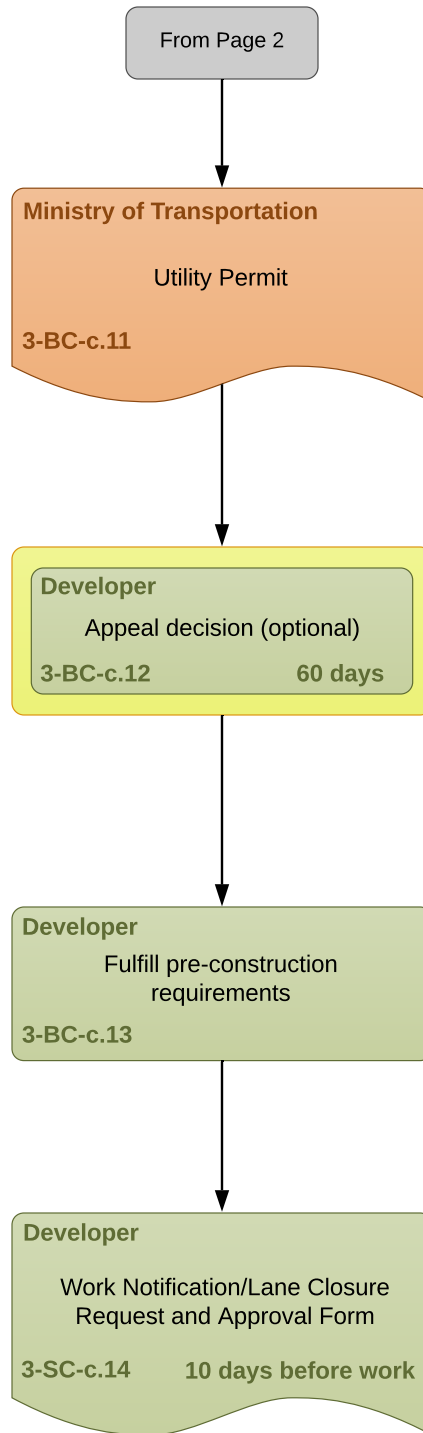 From Page 2
Ministry of Transportation
Utility Permit
3-BC-c.11
Developer
Appeal decision (optional)
3-BC-c.12 60 days
Developer
Fulfill pre-construction
requirements
3-BC-c.13
Developer
Work Notification/Lane Closure
Request and Approval Form
3-SC-c.14 10 days before work